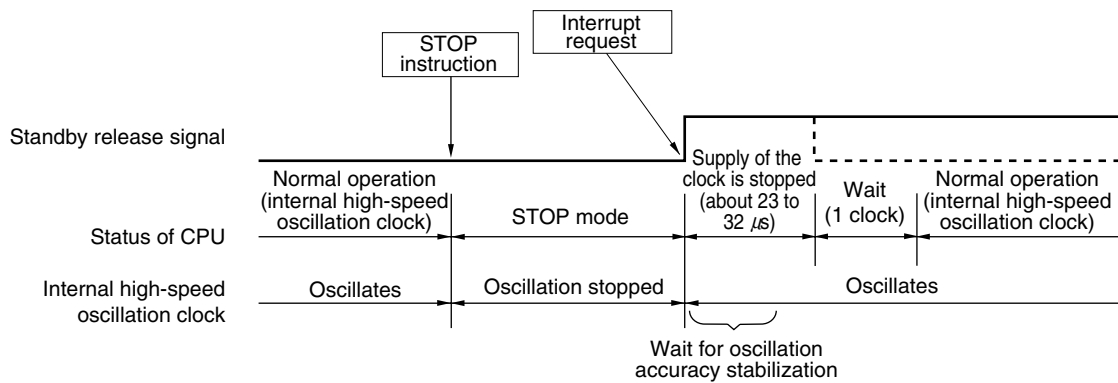 STOP
instruction
Interrupt
request
Standby release signal
Supply of the
clock is stopped
(about 23 to
32 μs)
Normal operation
(internal high-speed
oscillation clock)
STOP mode
Wait
(1 clock)
Normal operation
(internal high-speed
oscillation clock)
Status of CPU
Internal high-speed
oscillation clock
Oscillates
Oscillation stopped
Oscillates
Wait for oscillation
accuracy stabilization